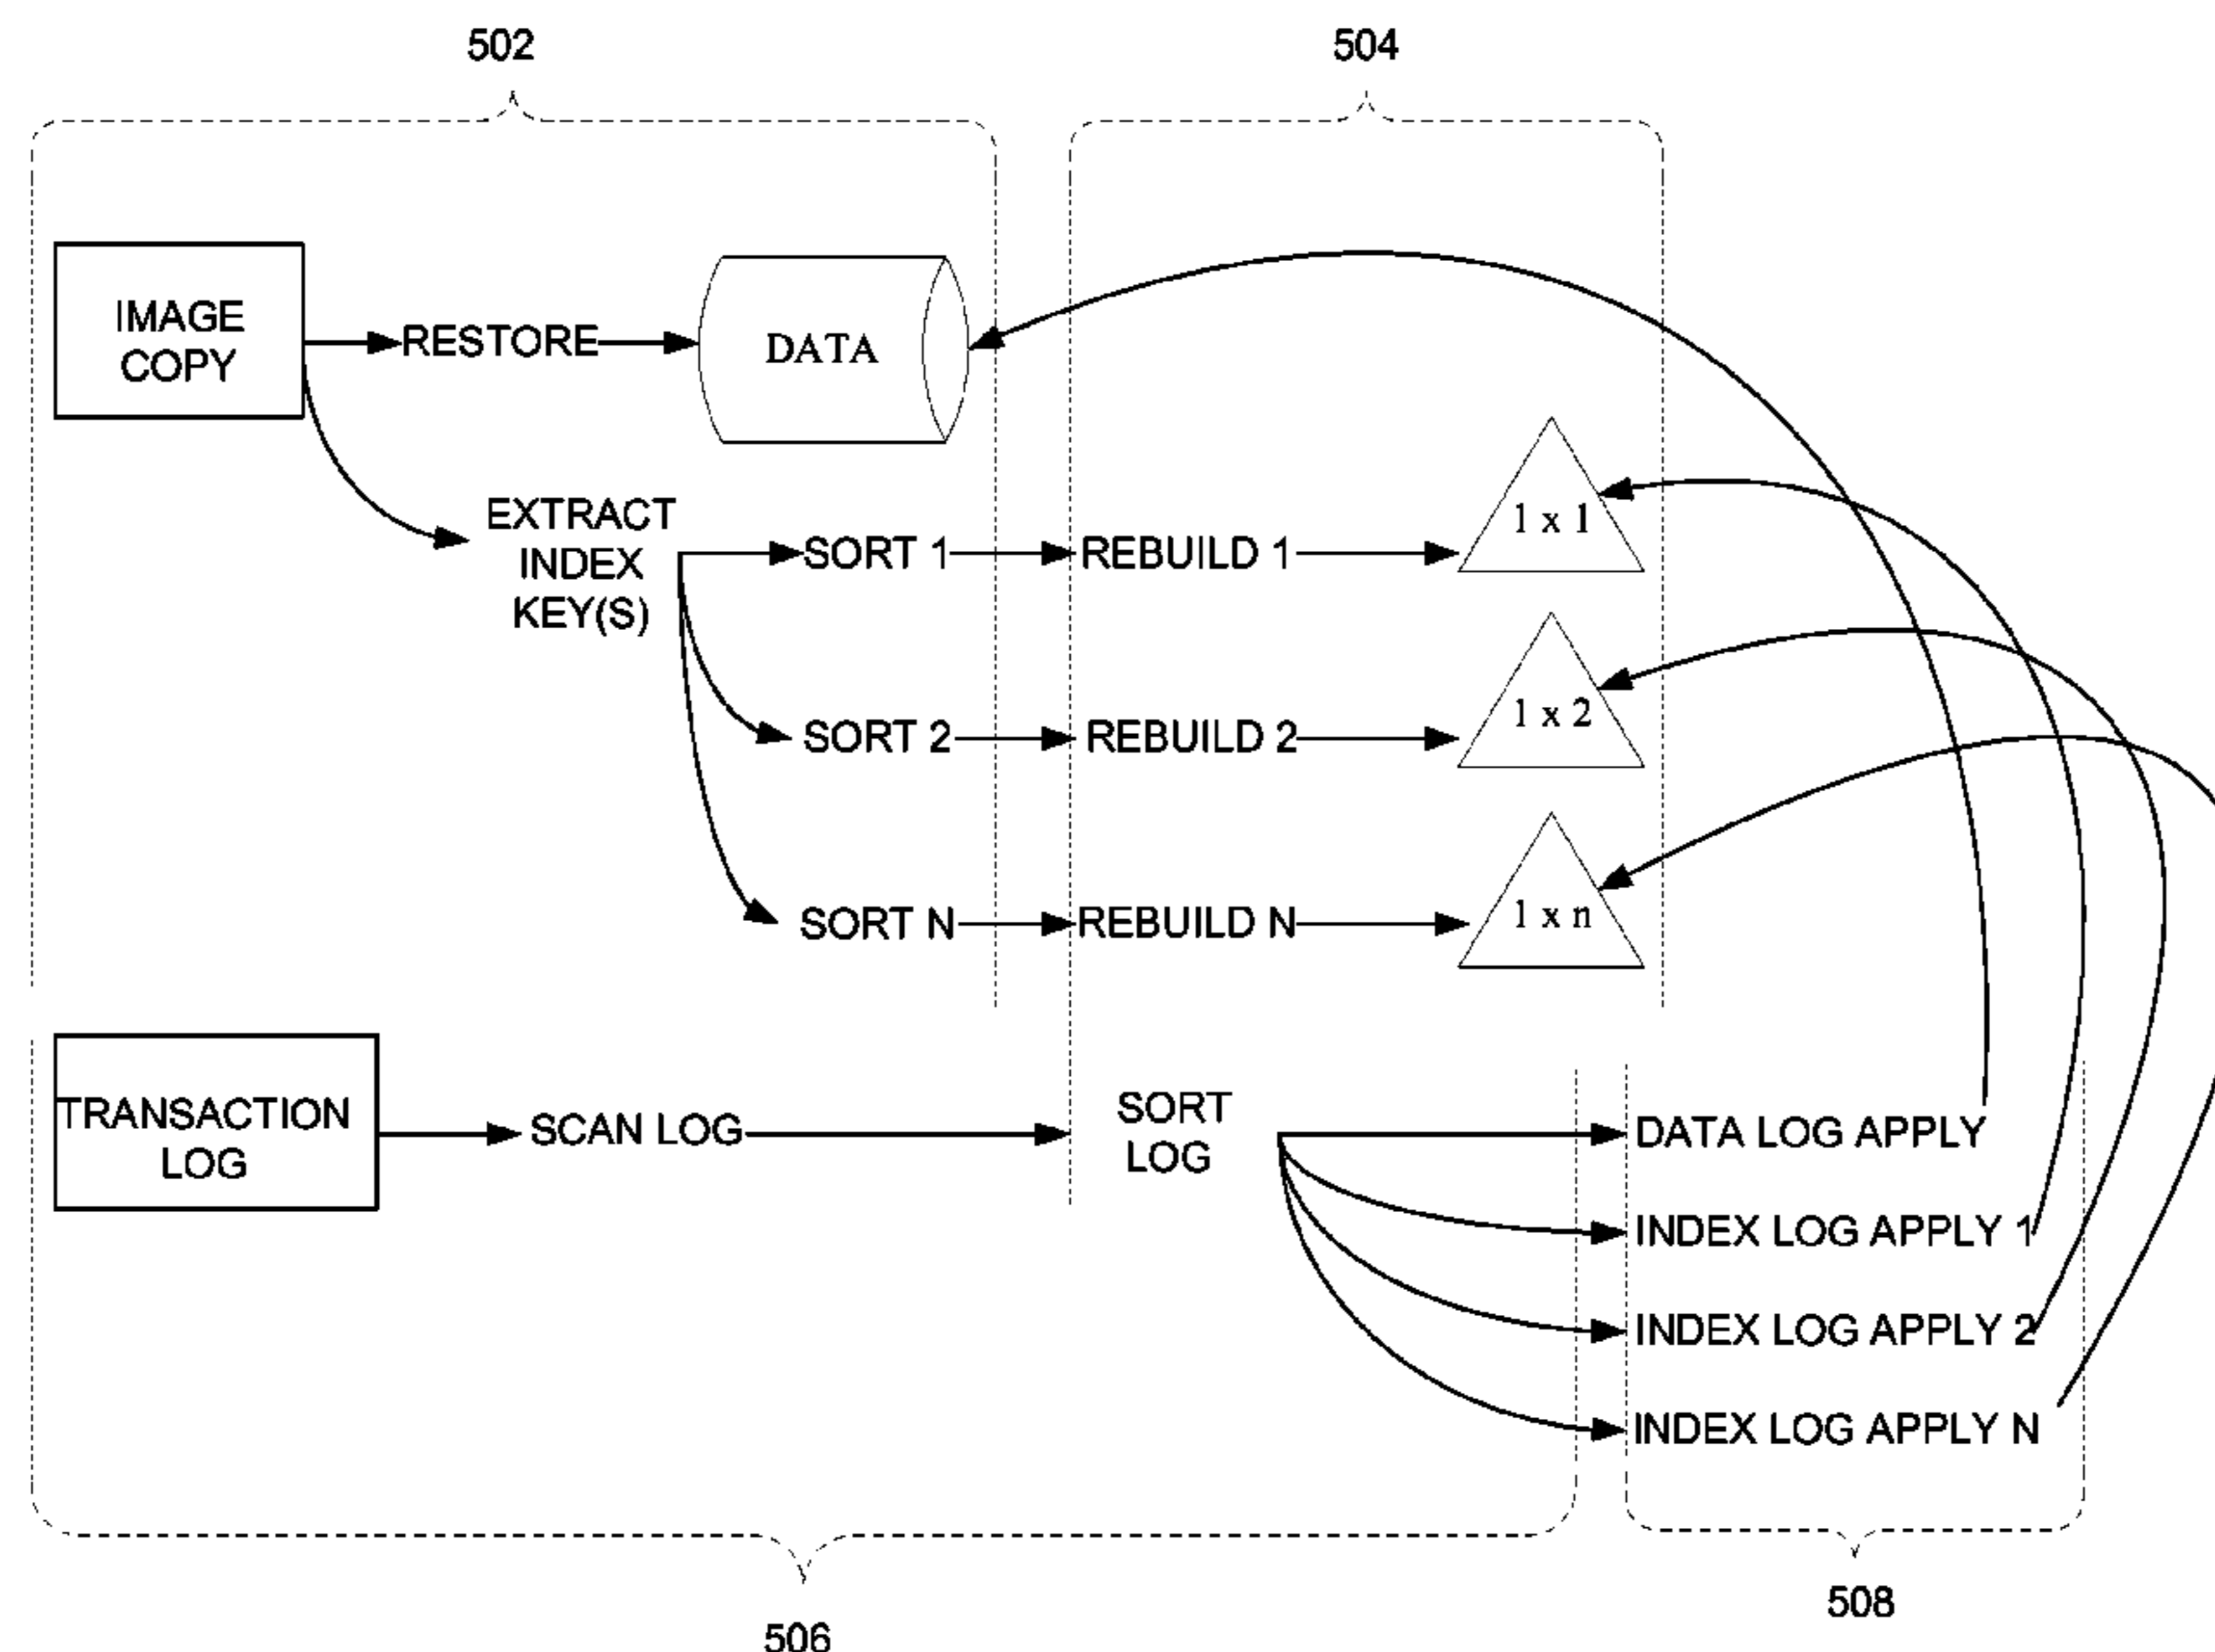 502
504
IMAGE
COPY
RESTORE
DATA
EXTRACT
INDEX
KEY(S)
SORT 1
REBUILD 1
1 x 1
SORT 2
REBUILD 2
1 x 2
SORT N
REBUILD N
1 x n
TRANSACTION
LOG
SCAN LOG
SORT
LOG
DATA LOG APPLY
INDEX LOG APPLY 1
INDEX LOG APPLY 2
INDEX LOG APPLY N
506
508